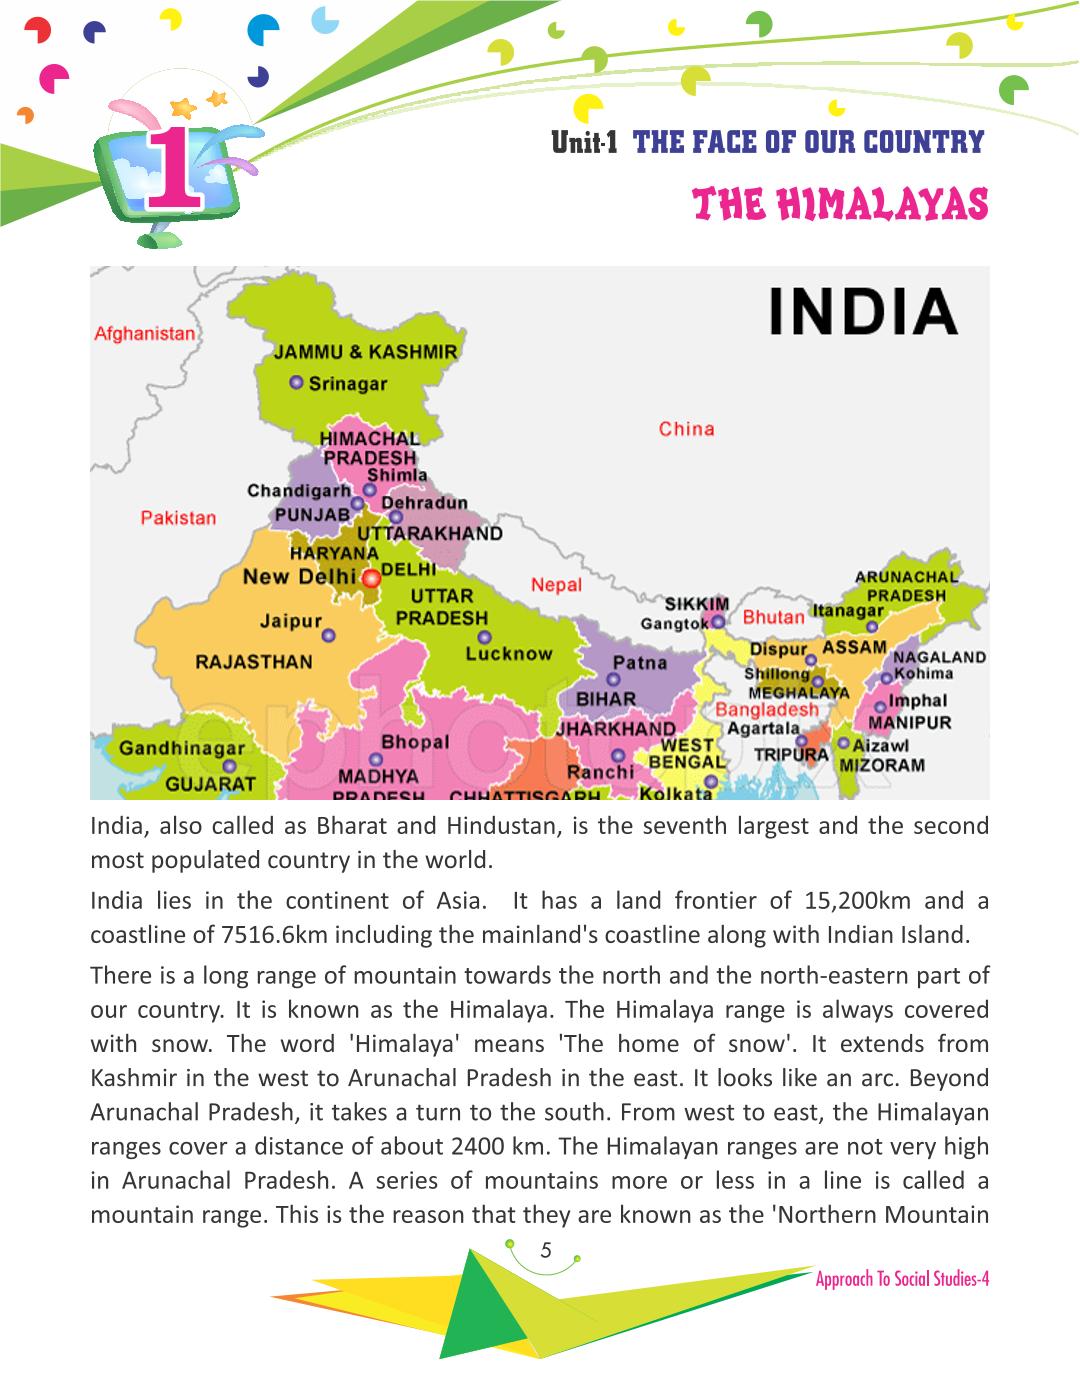 1
Unit-1 THE FACE OF OUR COUNTRY
THE HIMALAYAS
INDIA
Afghanistan
JAMMU & KASHMIR
Srinagar
China
HIMACHAL
PRADESH
Shimla
Chandigarh
Dehradun
Pakistan
PUNJAB
UTTARAKHAND
HARYANA
New Delhi
DELHI
Nepal
UTTAR
PRADESH
ARUNACHAL
PRADESH
SIKKIM
Gangtok
Bhutan
Itanagar
Jaipur
Lucknow
RAJASTHAN
Patna
BIHAR
Dispur
ASSAM
NAGALAND
Kohima
Shillong
MEGHALAYA
Bangladesh
Imphal
MANIPUR
Agartala
TRIPURA
Aizawl
MIZORAM
Gandhinagar
GUJARAT
Bhopal
MADHYA
PRADESH
JHARKHAND
Ranchi
WEST
BENGAL
CHHATTISGARH
Kolkata
India, also called as Bharat and Hindustan, is the seventh largest and the second
most populated country in the world.
India lies in the continent of Asia. It has a land frontier of 15,200km and a
coastline of 7516.6km including the mainland's coastline along with Indian Island.
There is a long range of mountain towards the north and the north-eastern part of
our country. It is known as the Himalaya. The Himalaya range is always covered
with snow. The word 'Himalaya' means 'The home of snow'. It extends from
Kashmir in the west to Arunachal Pradesh in the east. It looks like an arc. Beyond
Arunachal Pradesh, it takes a turn to the south. From west to east, the Himalayan
ranges cover a distance of about 2400 km. The Himalayan ranges are not very high
in Arunachal Pradesh. A series of mountains more or less in a line is called a
mountain range. This is the reason that they are known as the 'Northern Mountain
5
Approach To Social Studies-4